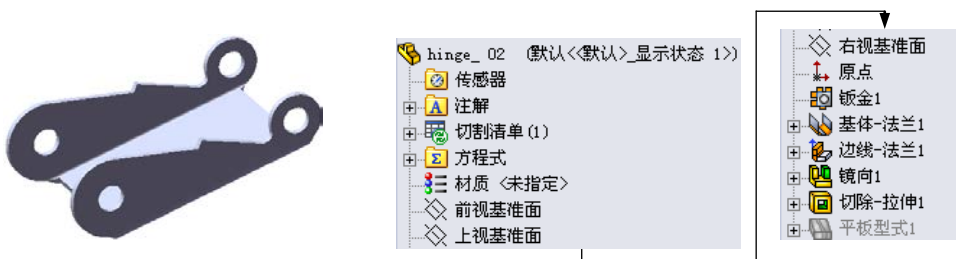 hinge_ 02 (默认<<默认>_显示状态 1>)
传感器
注解
切割清单(1)
方程式
材质 <未指定>
前视基准面
上视基准面
右视基准面
原点
钣金1
基体-法兰1
边线-法兰1
镜向1
切除-拉伸1
平板型式1